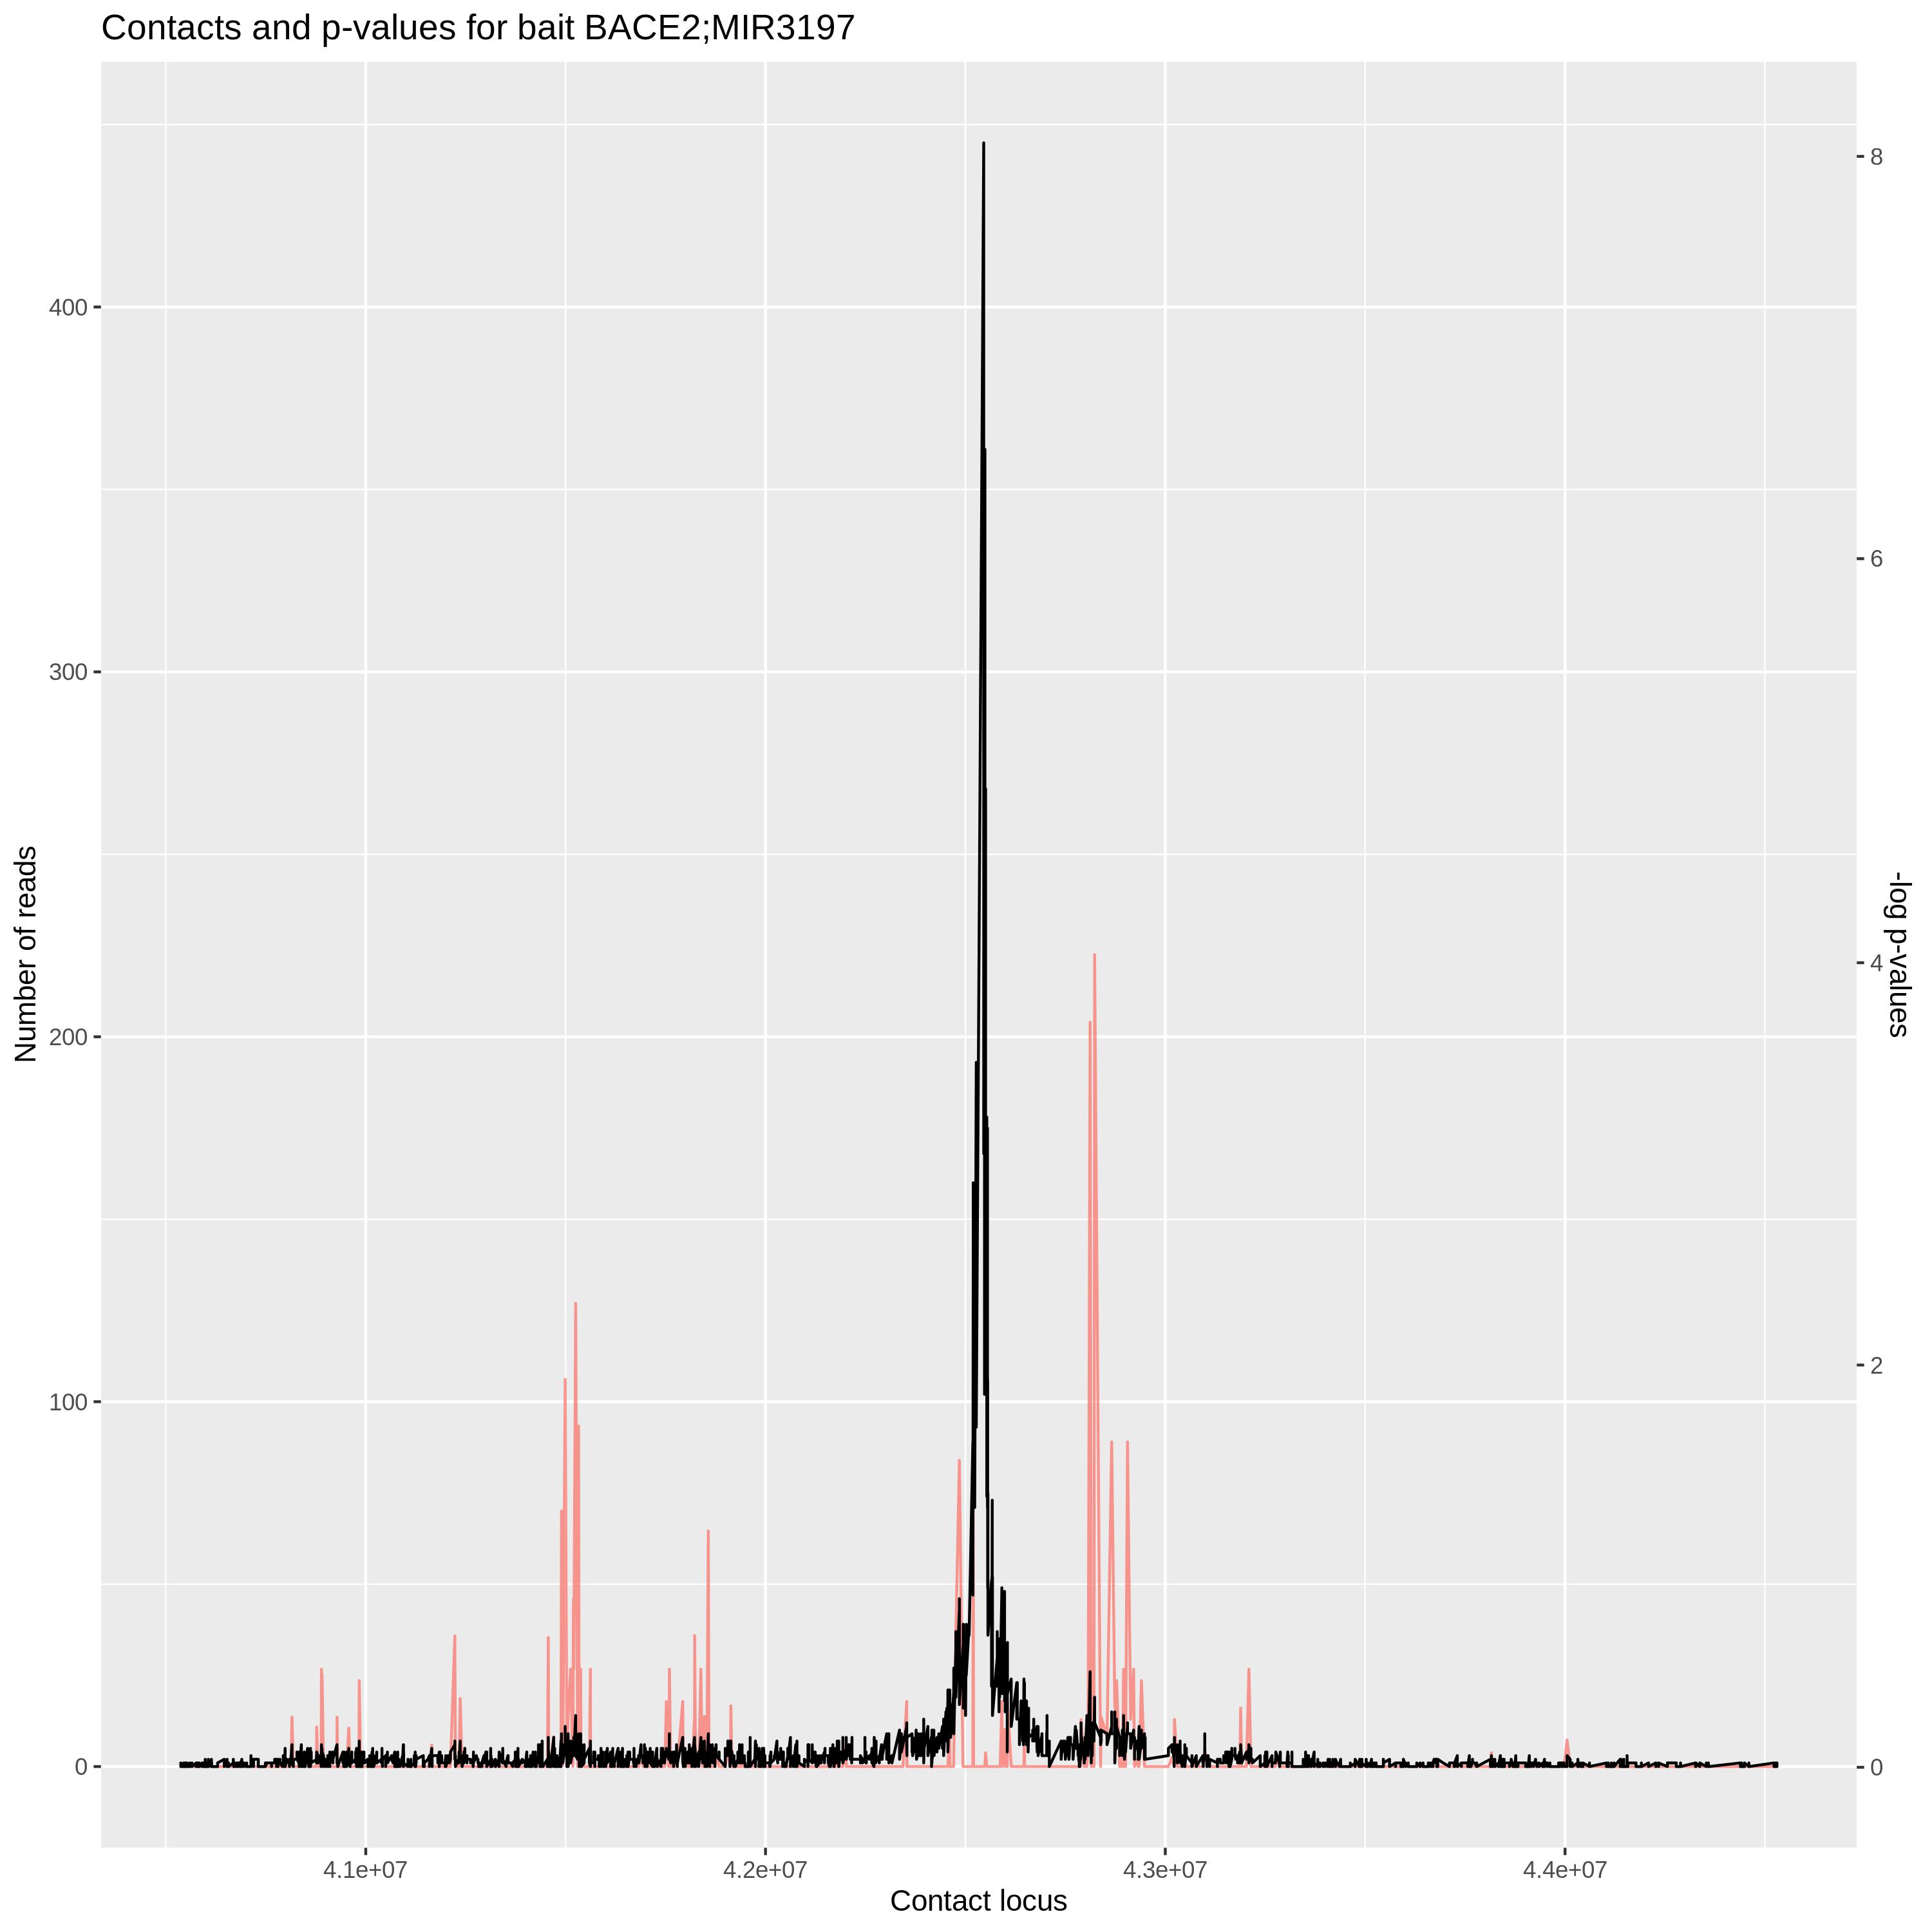 Contacts and p-values for bait BACE2;MIR3197
Number of reads
400
300
200
100
0
8
6
4
2
0
-log p-values
4.1e+07
4.2e+07
4.3e+07
4.4e+07
Contact locus